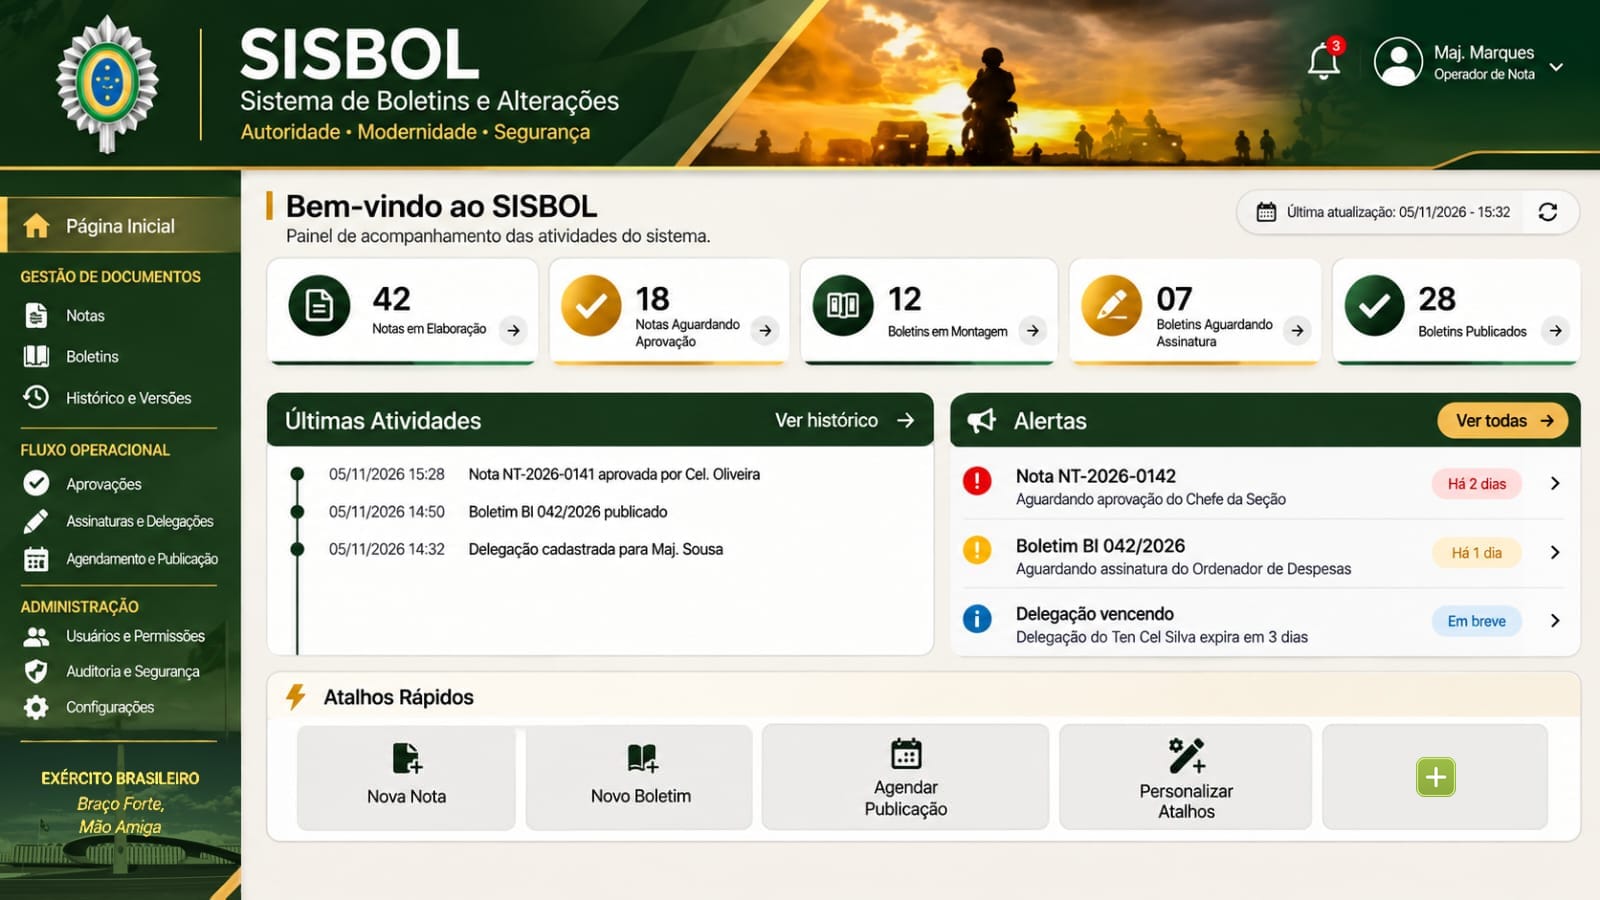 SISBOL
Sistema de Boletins e Alterações
Autoridade • Modernidade • Segurança
3
Maj. Marques
Operador de Nota
Página Inicial
GESTÃO DE DOCUMENTOS
Notas
Boletins
Histórico e Versões
FLUXO OPERACIONAL
Aprovações
Assinaturas e Delegações
Agendamento e Publicação
ADMINISTRAÇÃO
Usuários e Permissões
Auditoria e Segurança
Configurações
EXÉRCITO BRASILEIRO
Braço Forte,
Mão Amiga
Bem-vindo ao SISBOL
Painel de acompanhamento das atividades do sistema.
Última atualização: 05/11/2026 - 15:32
42
Notas em Elaboração
18
Notas Aguardando
Aprovação
12
Boletins em Montagem
07
Boletins Aguardando
Assinatura
28
Boletins Publicados
Últimas Atividades
Ver histórico
05/11/2026 15:28 Nota NT-2026-0141 aprovada por Cel. Oliveira
05/11/2026 14:50 Boletim BI 042/2026 publicado
05/11/2026 14:32 Delegação cadastrada para Maj. Sousa
Alertas
Ver todas
Nota NT-2026-0142
Aguardando aprovação do Chefe da Seção
Há 2 dias
Boletim BI 042/2026
Aguardando assinatura do Ordenador de Despesas
Há 1 dia
Delegação vencendo
Delegação do Ten Cel Silva expira em 3 dias
Em breve
Atalhos Rápidos
Nova Nota
Novo Boletim
Agendar
Publicação
Personalizar
Atalhos